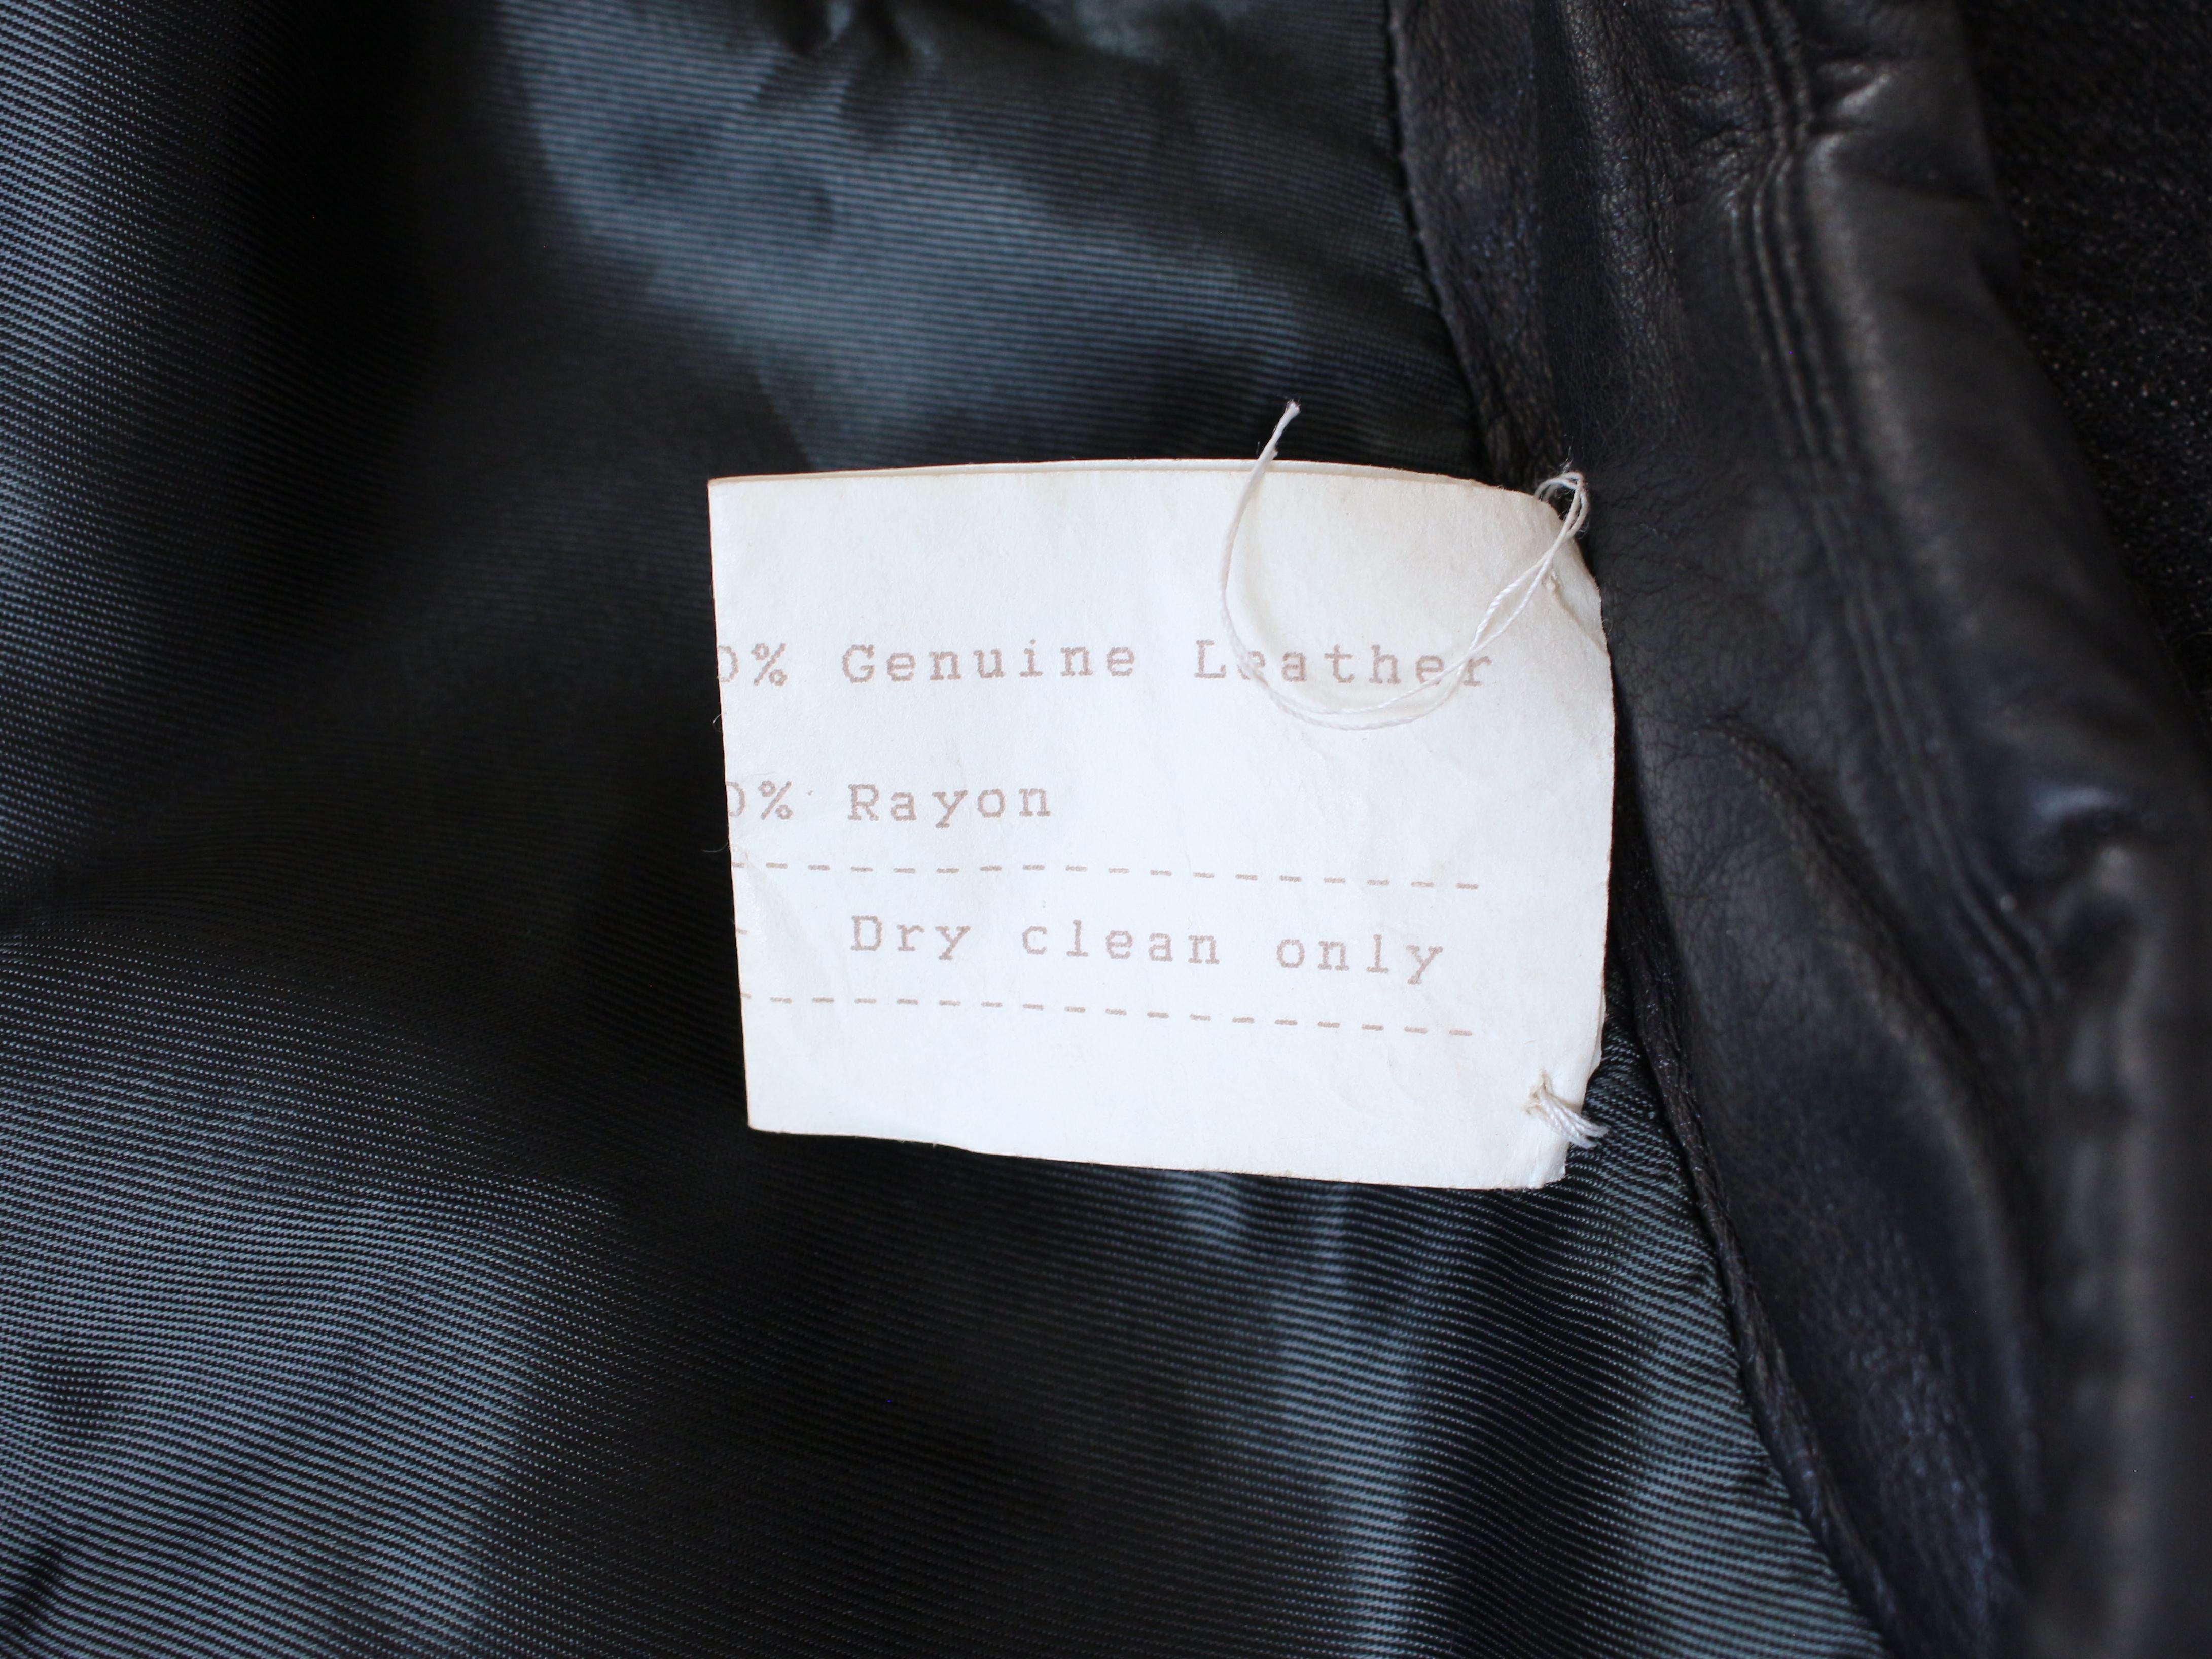 0% Genuine Leather
0% Rayon
-----------------
- Dry clean only
-----------------